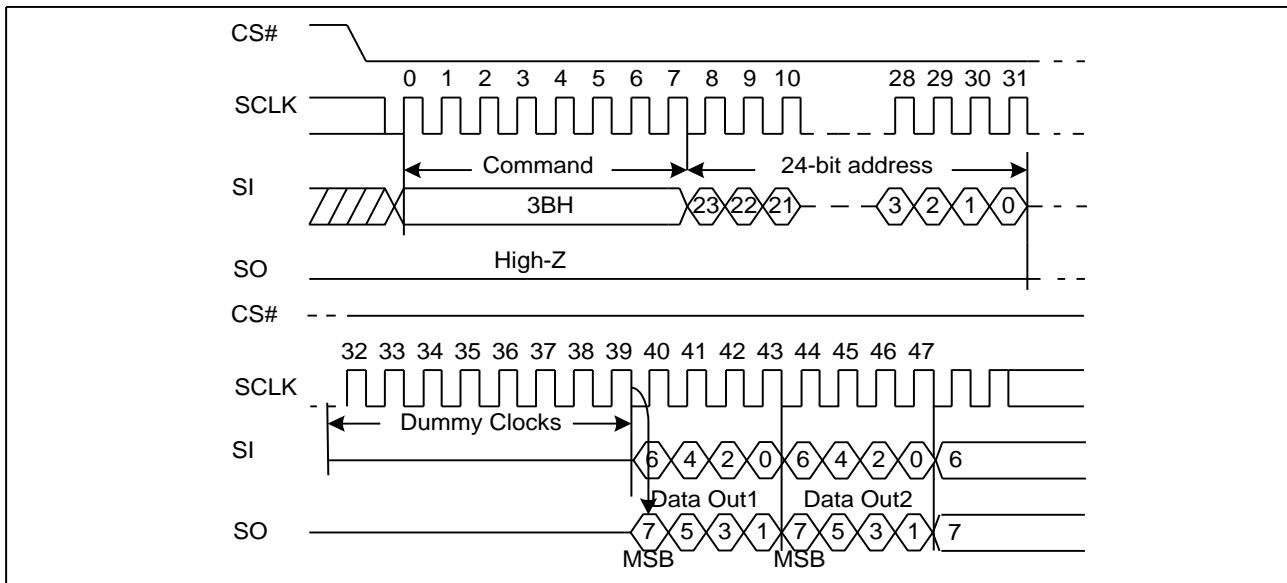 CS#
0 1 2 3 4 5 6 7 8 9 10 28 29 30 31
SCLK
Command 24-bit address
SI
3BH 23 22 21 3 2 1 0
High-Z
SO
CS#
32 33 34 35 36 37 38 39 40 41 42 43 44 45 46 47
SCLK
Dummy Clocks
SI
6 4 2 0 6 4 2 0 6
Data Out1 Data Out2
SO
7 5 3 1 7 5 3 1 7
MSB MSB